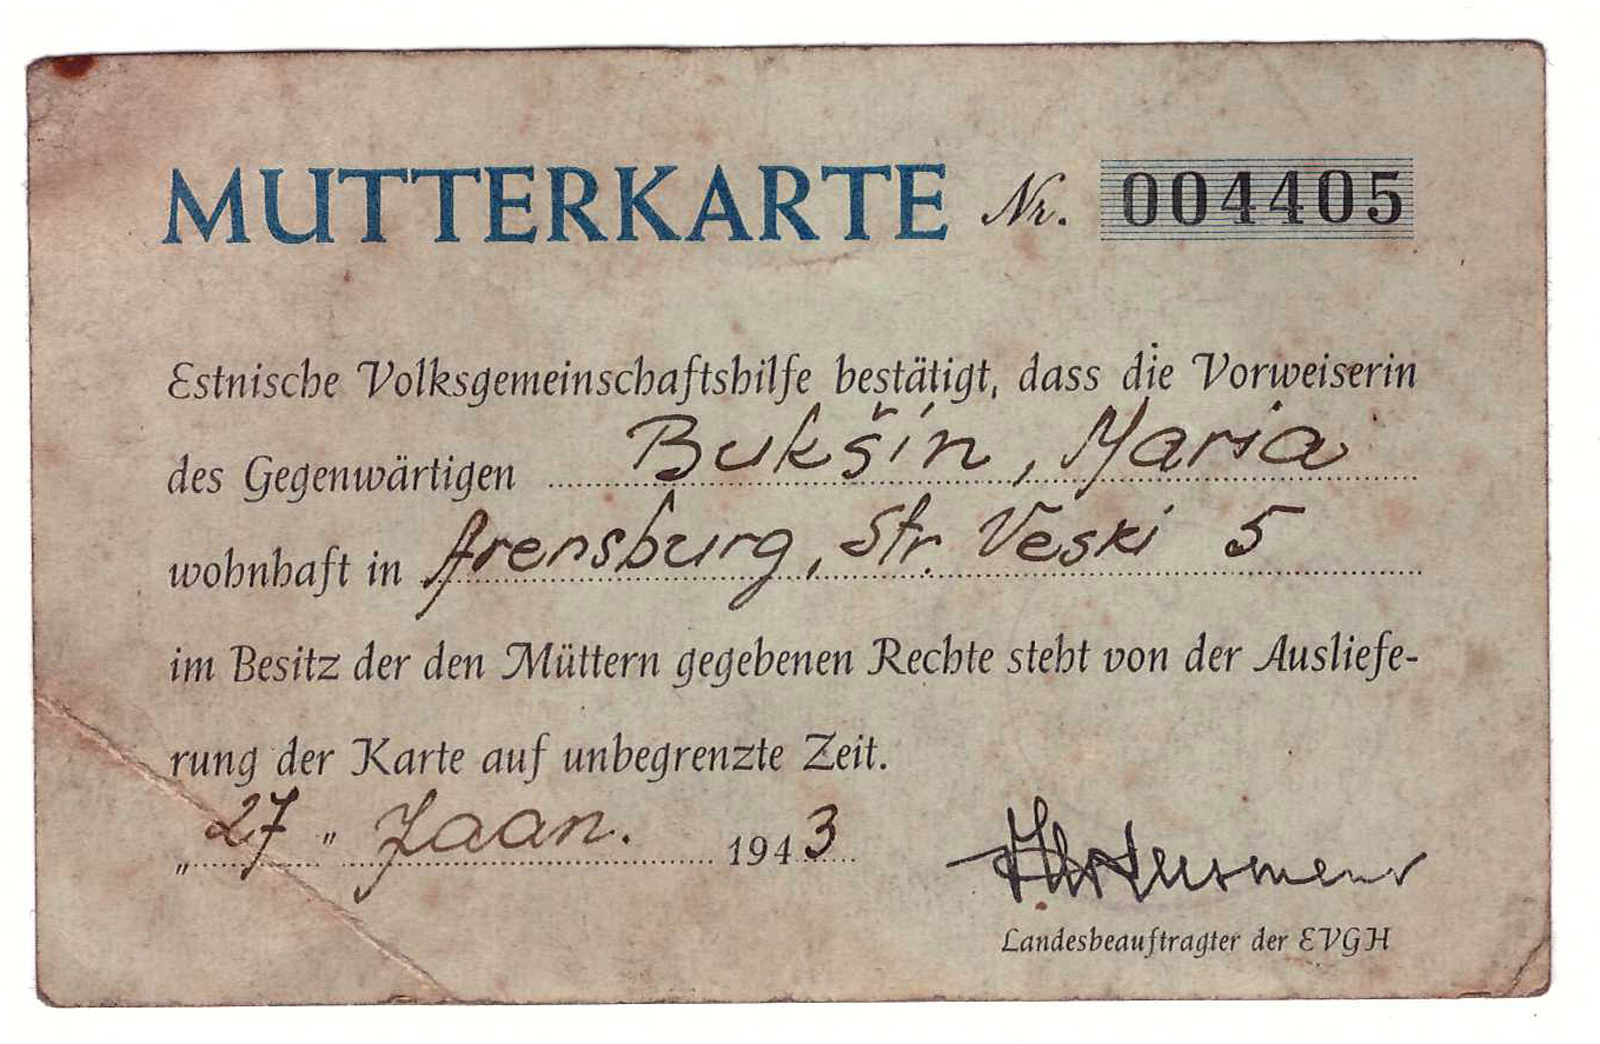 MUTTERKARTE Nr. 004405
Estnische Volksgemeinschaftshilfe bestätigt, dass die Vorweiserin
des Gegenwärtigen Bukšin, Maria
wohnhaft in Arensburg, Str. Veski 5
im Besitz der den Müttern gegebenen Rechte steht von der Ausliefe-
rung der Karte auf unbegrenzte Zeit.
„27" Jaan. 1943
Landesbeauftragter der EVGH